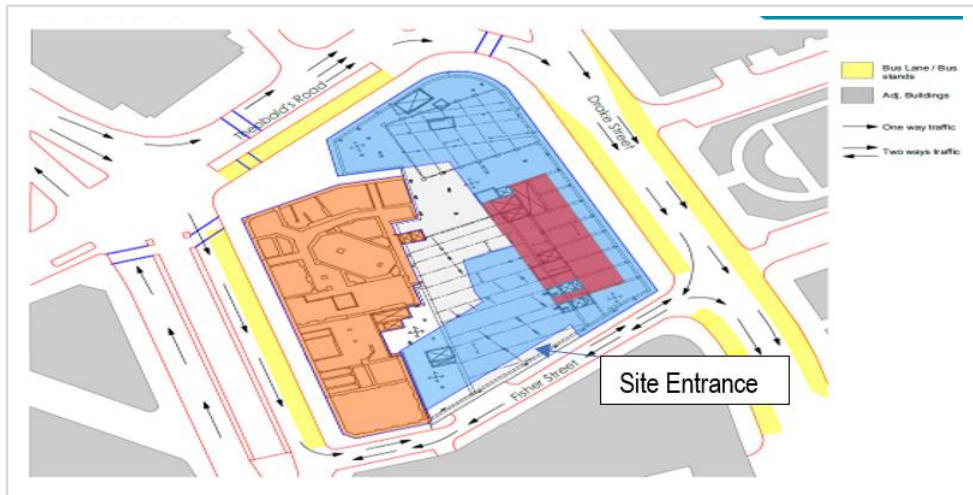 Bus Lane / Bus
stands
Adj. Buildings
One way traffic
Two ways traffic
Theobald's Road
Drake Street
Fisher Street
Site Entrance